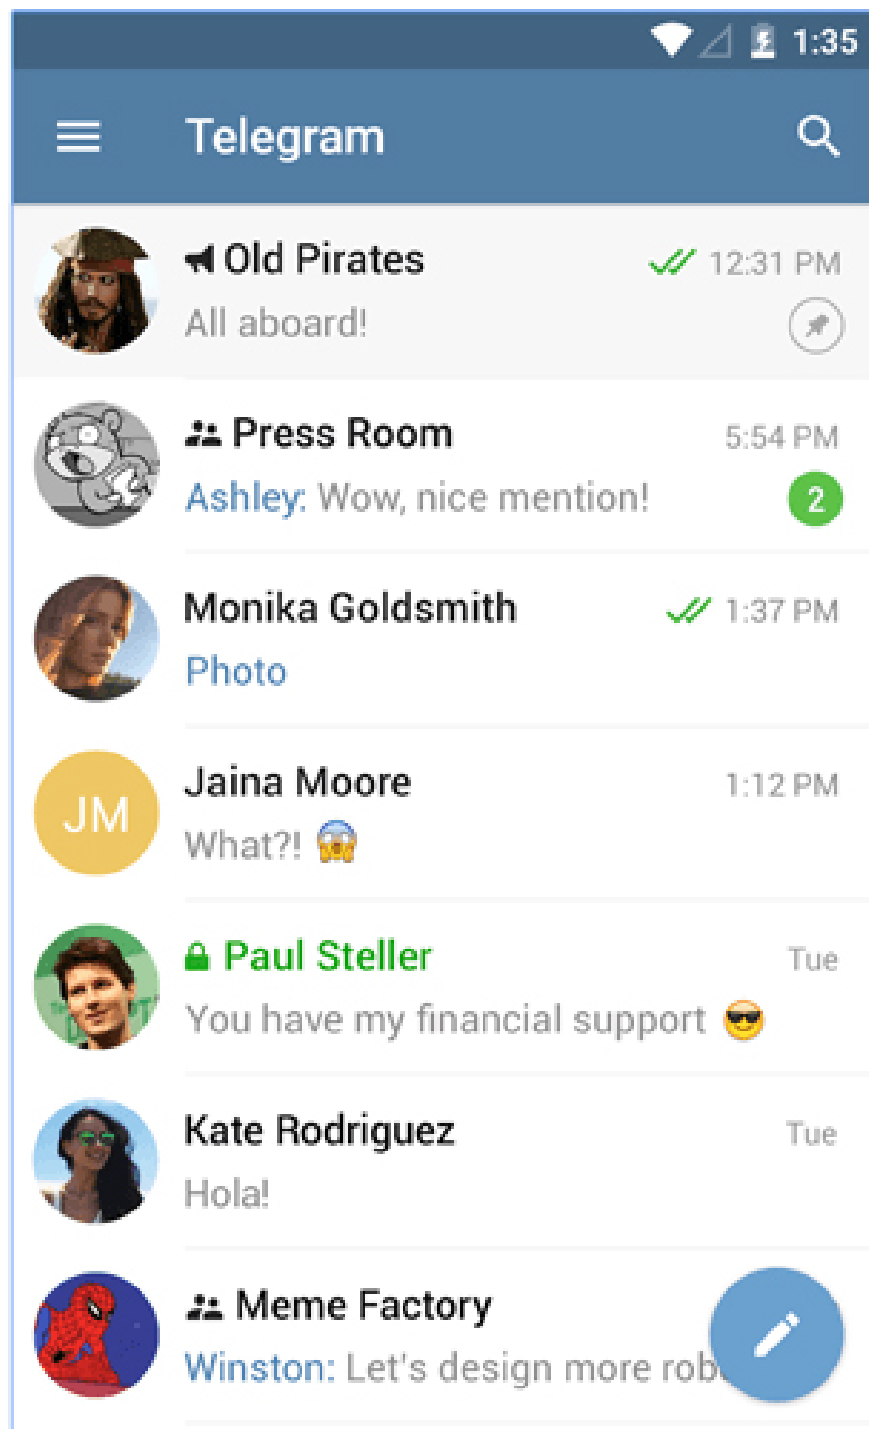 1:35
Telegram
Old Pirates 12:31 PM
All aboard!
Press Room 5:54 PM
Ashley: Wow, nice mention! 2
Monika Goldsmith 1:37 PM
Photo
JM Jaina Moore 1:12 PM
What?! 😱
Paul Steller Tue
You have my financial support 😎
Kate Rodriguez Tue
Hola!
Meme Factory
Winston: Let's design more